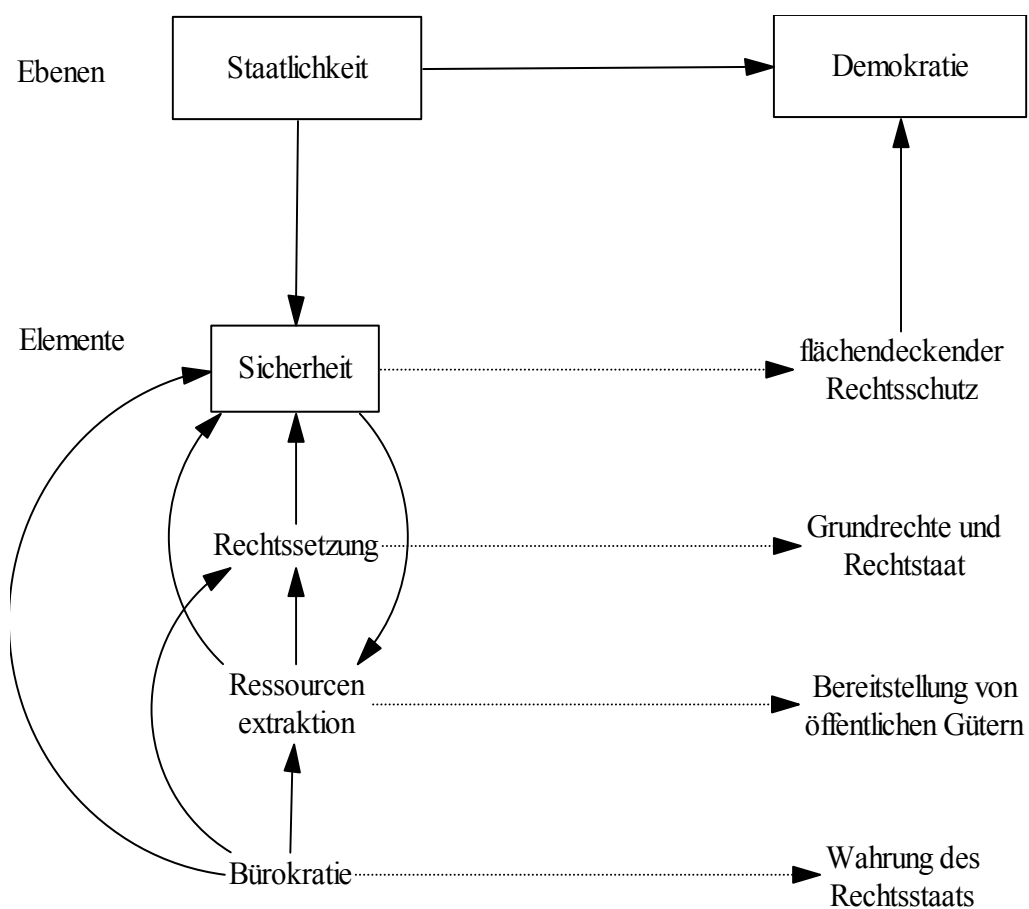 Ebenen
Staatlichkeit
Demokratie
Elemente
Sicherheit
flächendeckender
Rechtsschutz
Rechtssetzung
Grundrechte und
Rechtstaat
Ressourcen
extraktion
Bereitstellung von
öffentlichen Gütern
Bürokratie
Wahrung des
Rechtsstaats